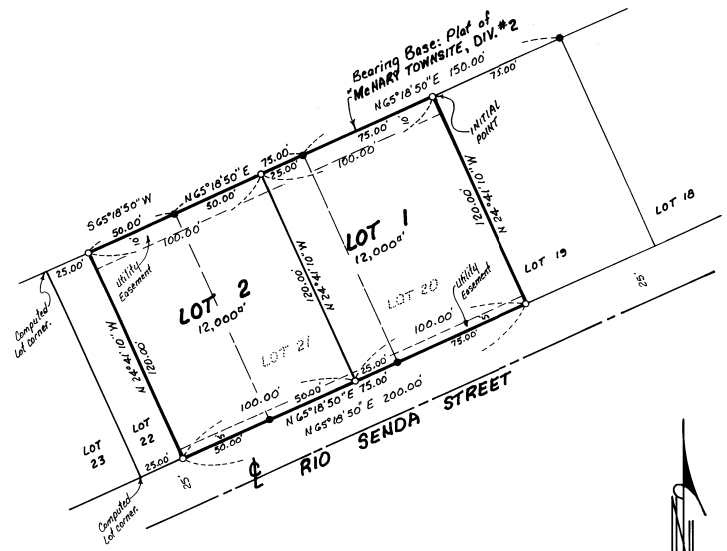 Bearing Base: Plat of
"McNARY TOWNSITE, DIV. #2
N 65°18'50" E 150.00'
75.00'
INITIAL
POINT
75.00'
10'
100.00'
75.00'
25.00'
N 65°18'50" E
50.00'
S 65°18'50" W
50.00'
10'
100.00'
25.00'
Utility
Easement
Computed
Lot corner.
N 24°41'10" W
120.00'
LOT 2
12,000□'
LOT 21
N 24°41'10" W
120.00'
LOT 1
12,000□'
LOT 20
Utility
Easement
N 24°41'10" W
120.00'
LOT 19
LOT 18
25'
100.00'
5'
75.00'
25.00'
50.00'
N 65°18'50" E 75.00'
N 65°18'50" E 200.00'
100.00'
5'
50.00'
LOT
22
LOT
23
25.00'
25'
Computed
Lot corner.
℄ RIO SENDA STREET
N